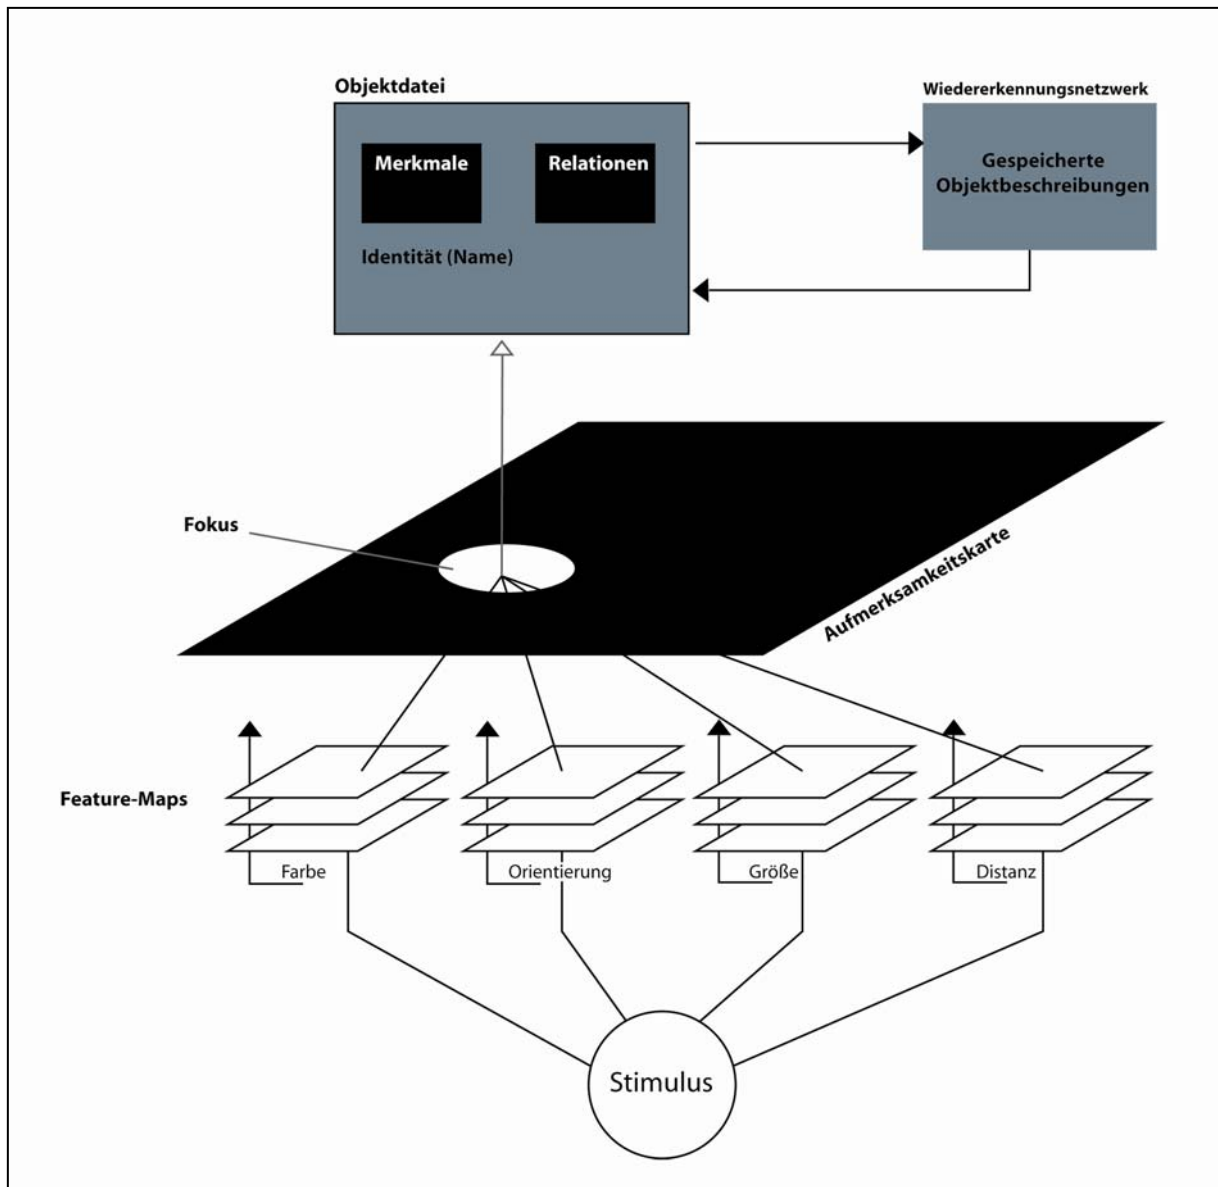 Objektdatei
Wiedererkennungsnetzwerk
Merkmale
Relationen
Gespeicherte
Objektbeschreibungen
Identität (Name)
Fokus
Aufmerksamkeitskarte
Feature-Maps
Farbe
Orientierung
Größe
Distanz
Stimulus